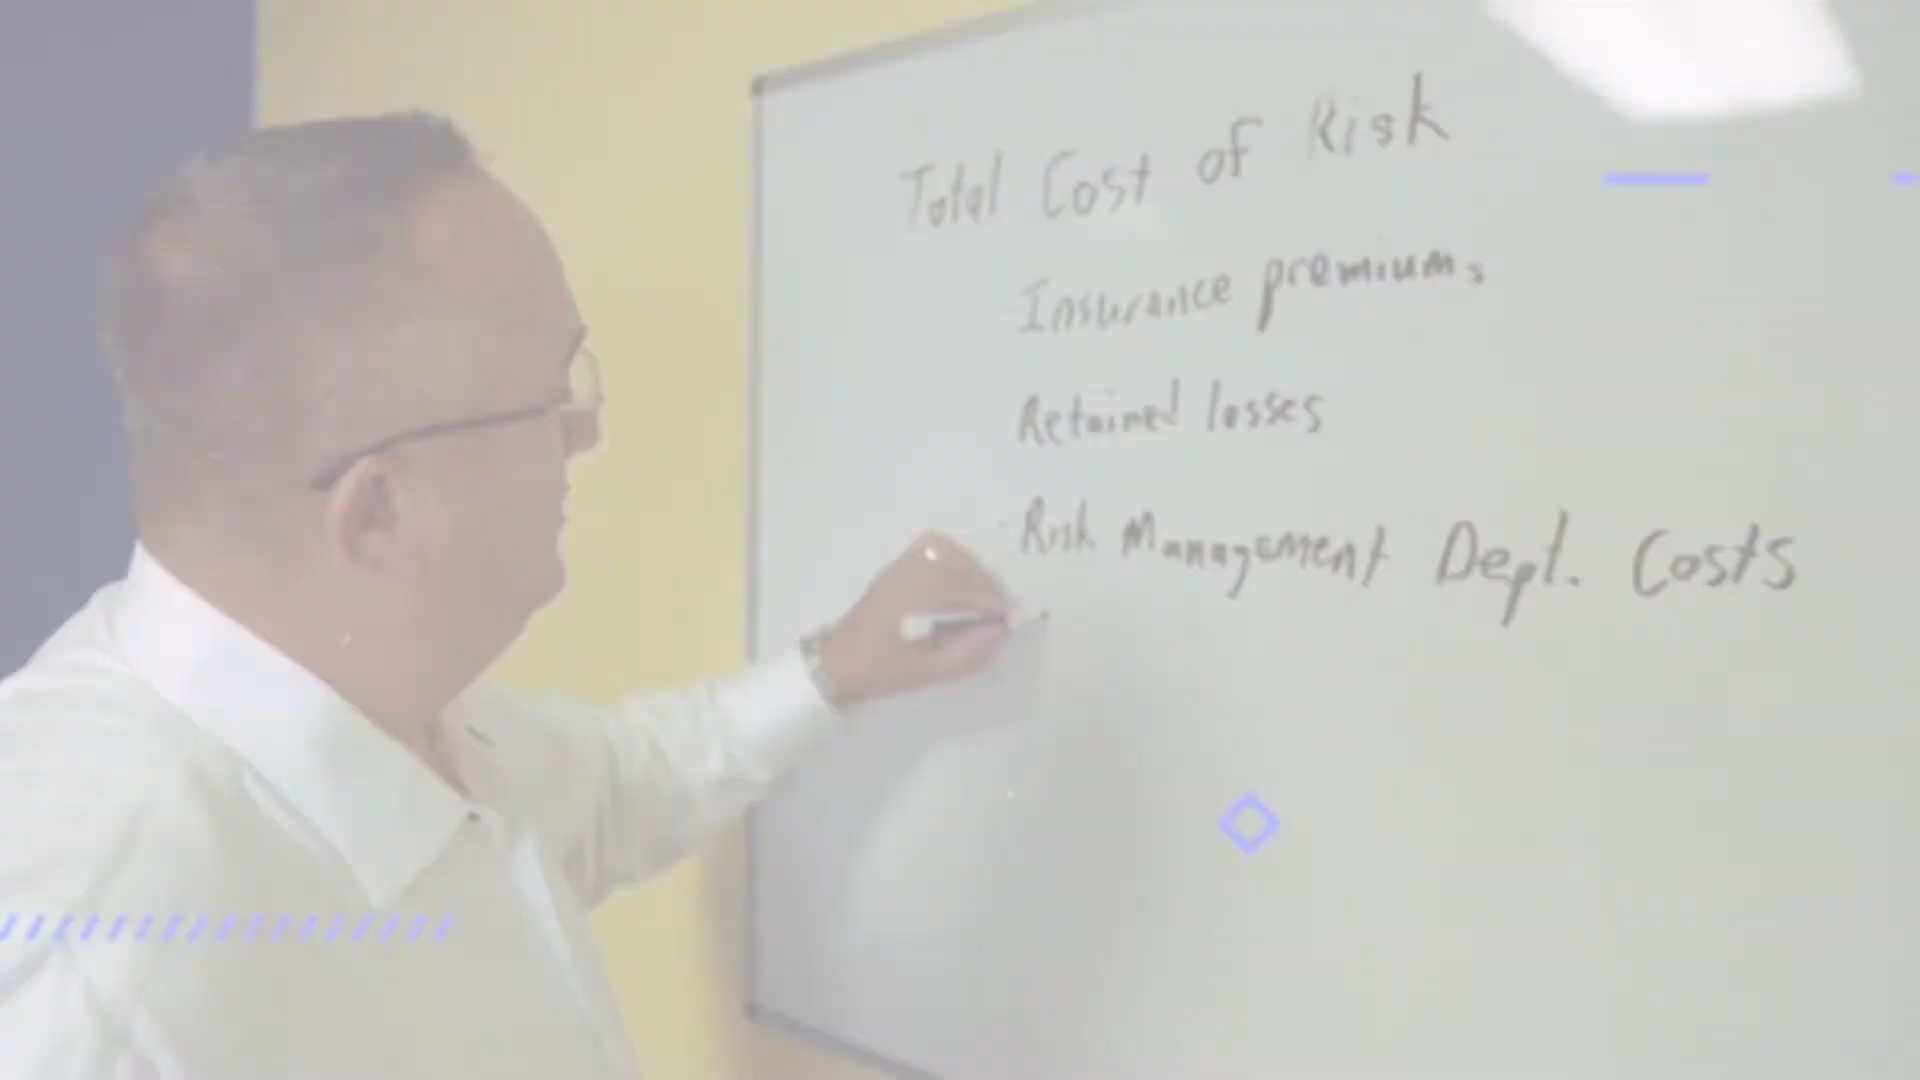 Total Cost of Risk
Insurance premiums
Retained losses
- Risk Management Dept. Costs